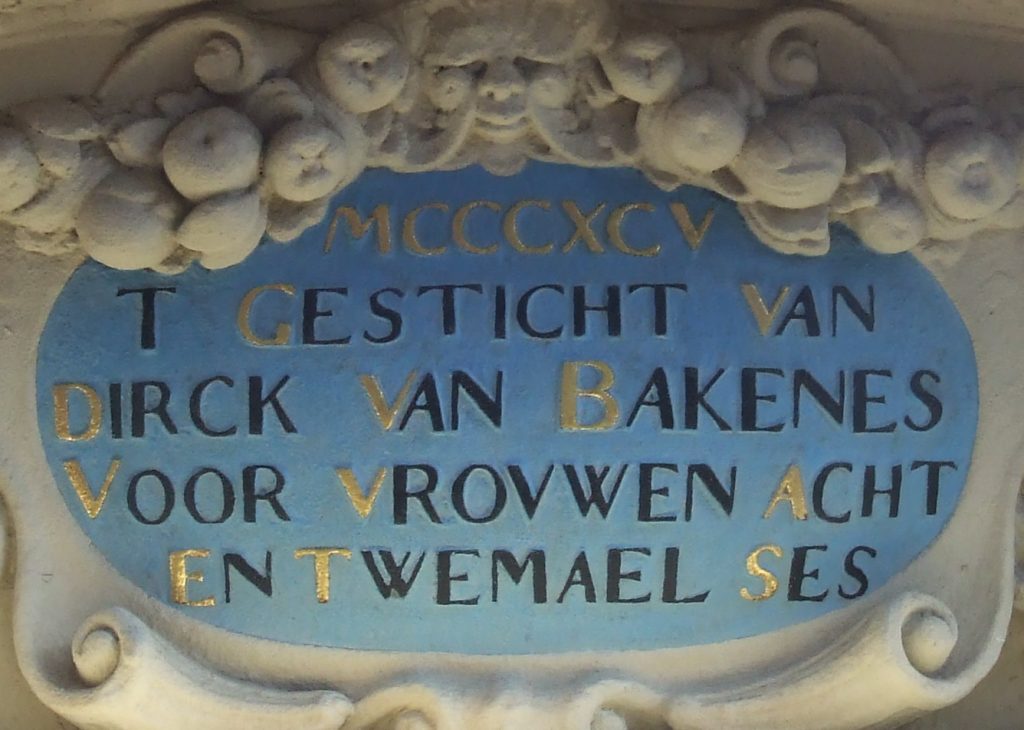 MCCCXCV
T GESTICHT VAN
DIRCK VAN BAKENES
VOOR VROVWEN ACHT
EN TWEMAEL SES